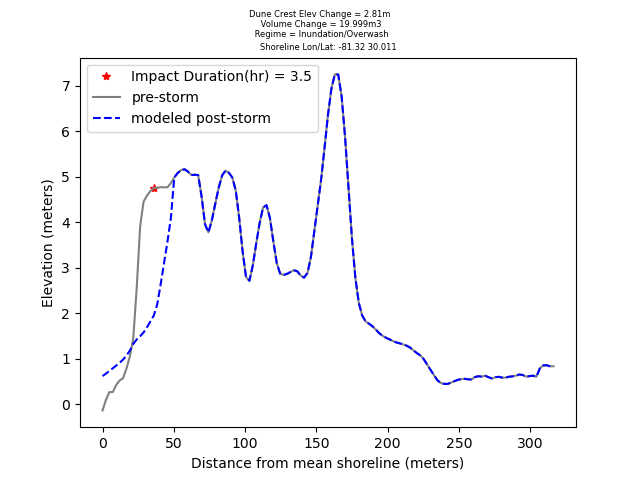 Dune Crest Elev Change = 2.81m
Volume Change = 19.999m3
Regime = Inundation/Overwash
Shoreline Lon/Lat: -81.32 30.011
Impact Duration(hr) = 3.5
pre-storm
modeled post-storm
7
6
5
4
3
2
1
0
Elevation (meters)
0 50 100 150 200 250 300
Distance from mean shoreline (meters)